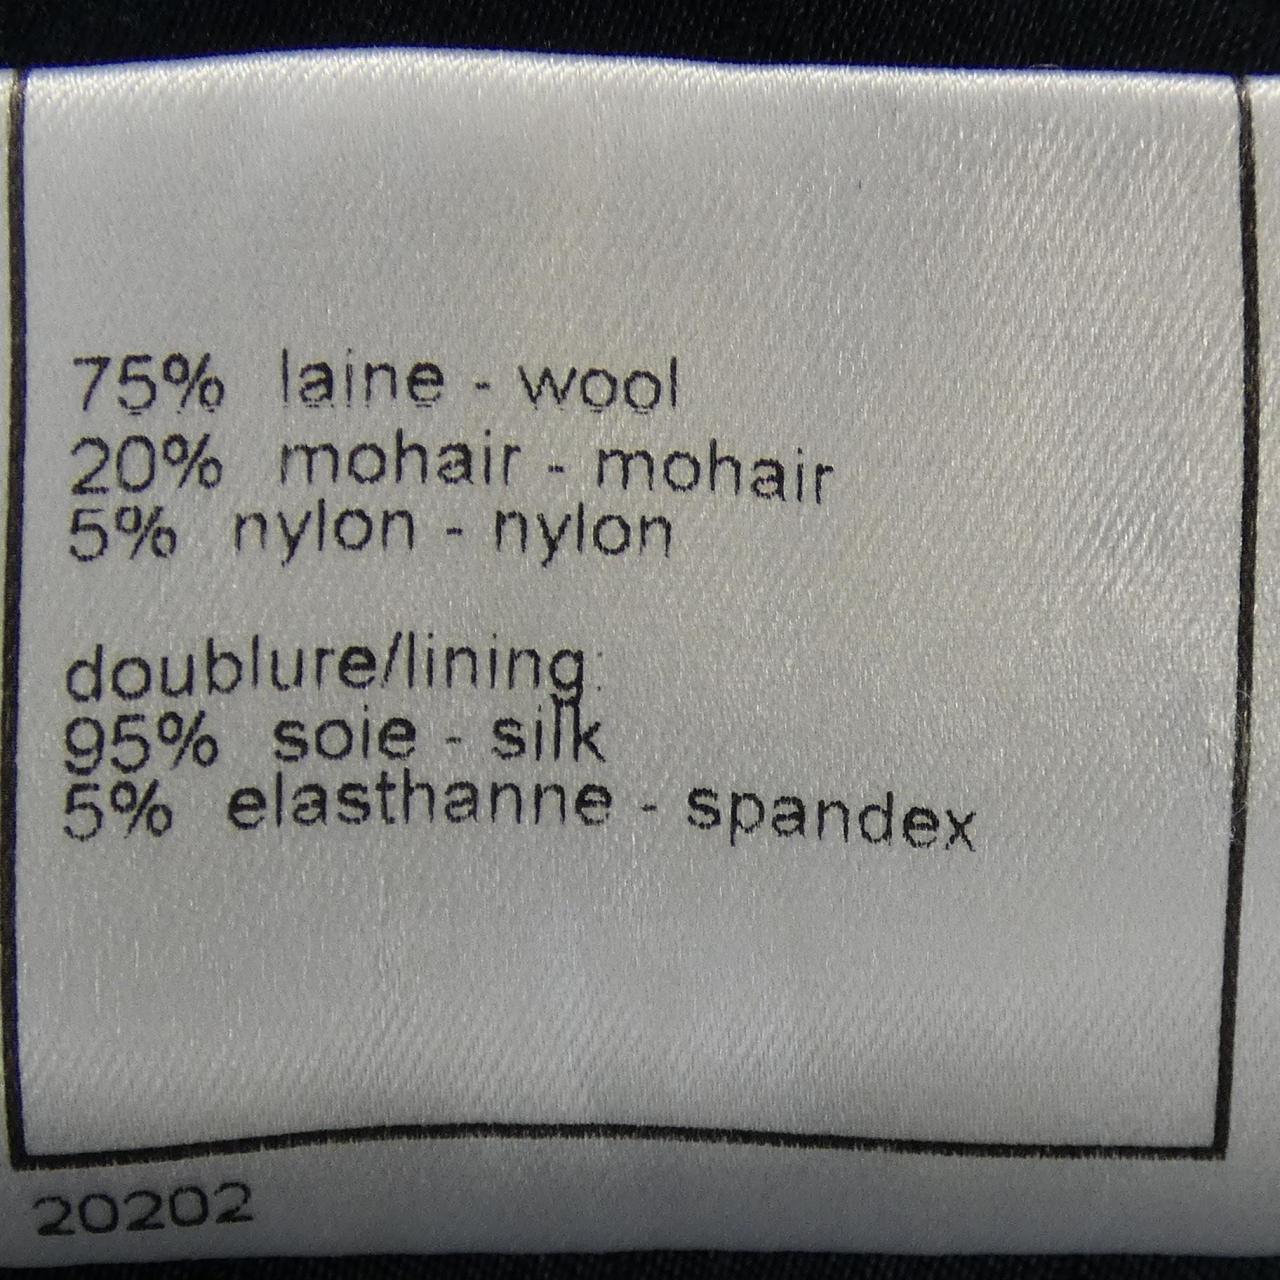 75% laine - wool
20% mohair - mohair
5% nylon - nylon
doublure/lining:
95% soie - silk
5% elasthanne - spandex
20202